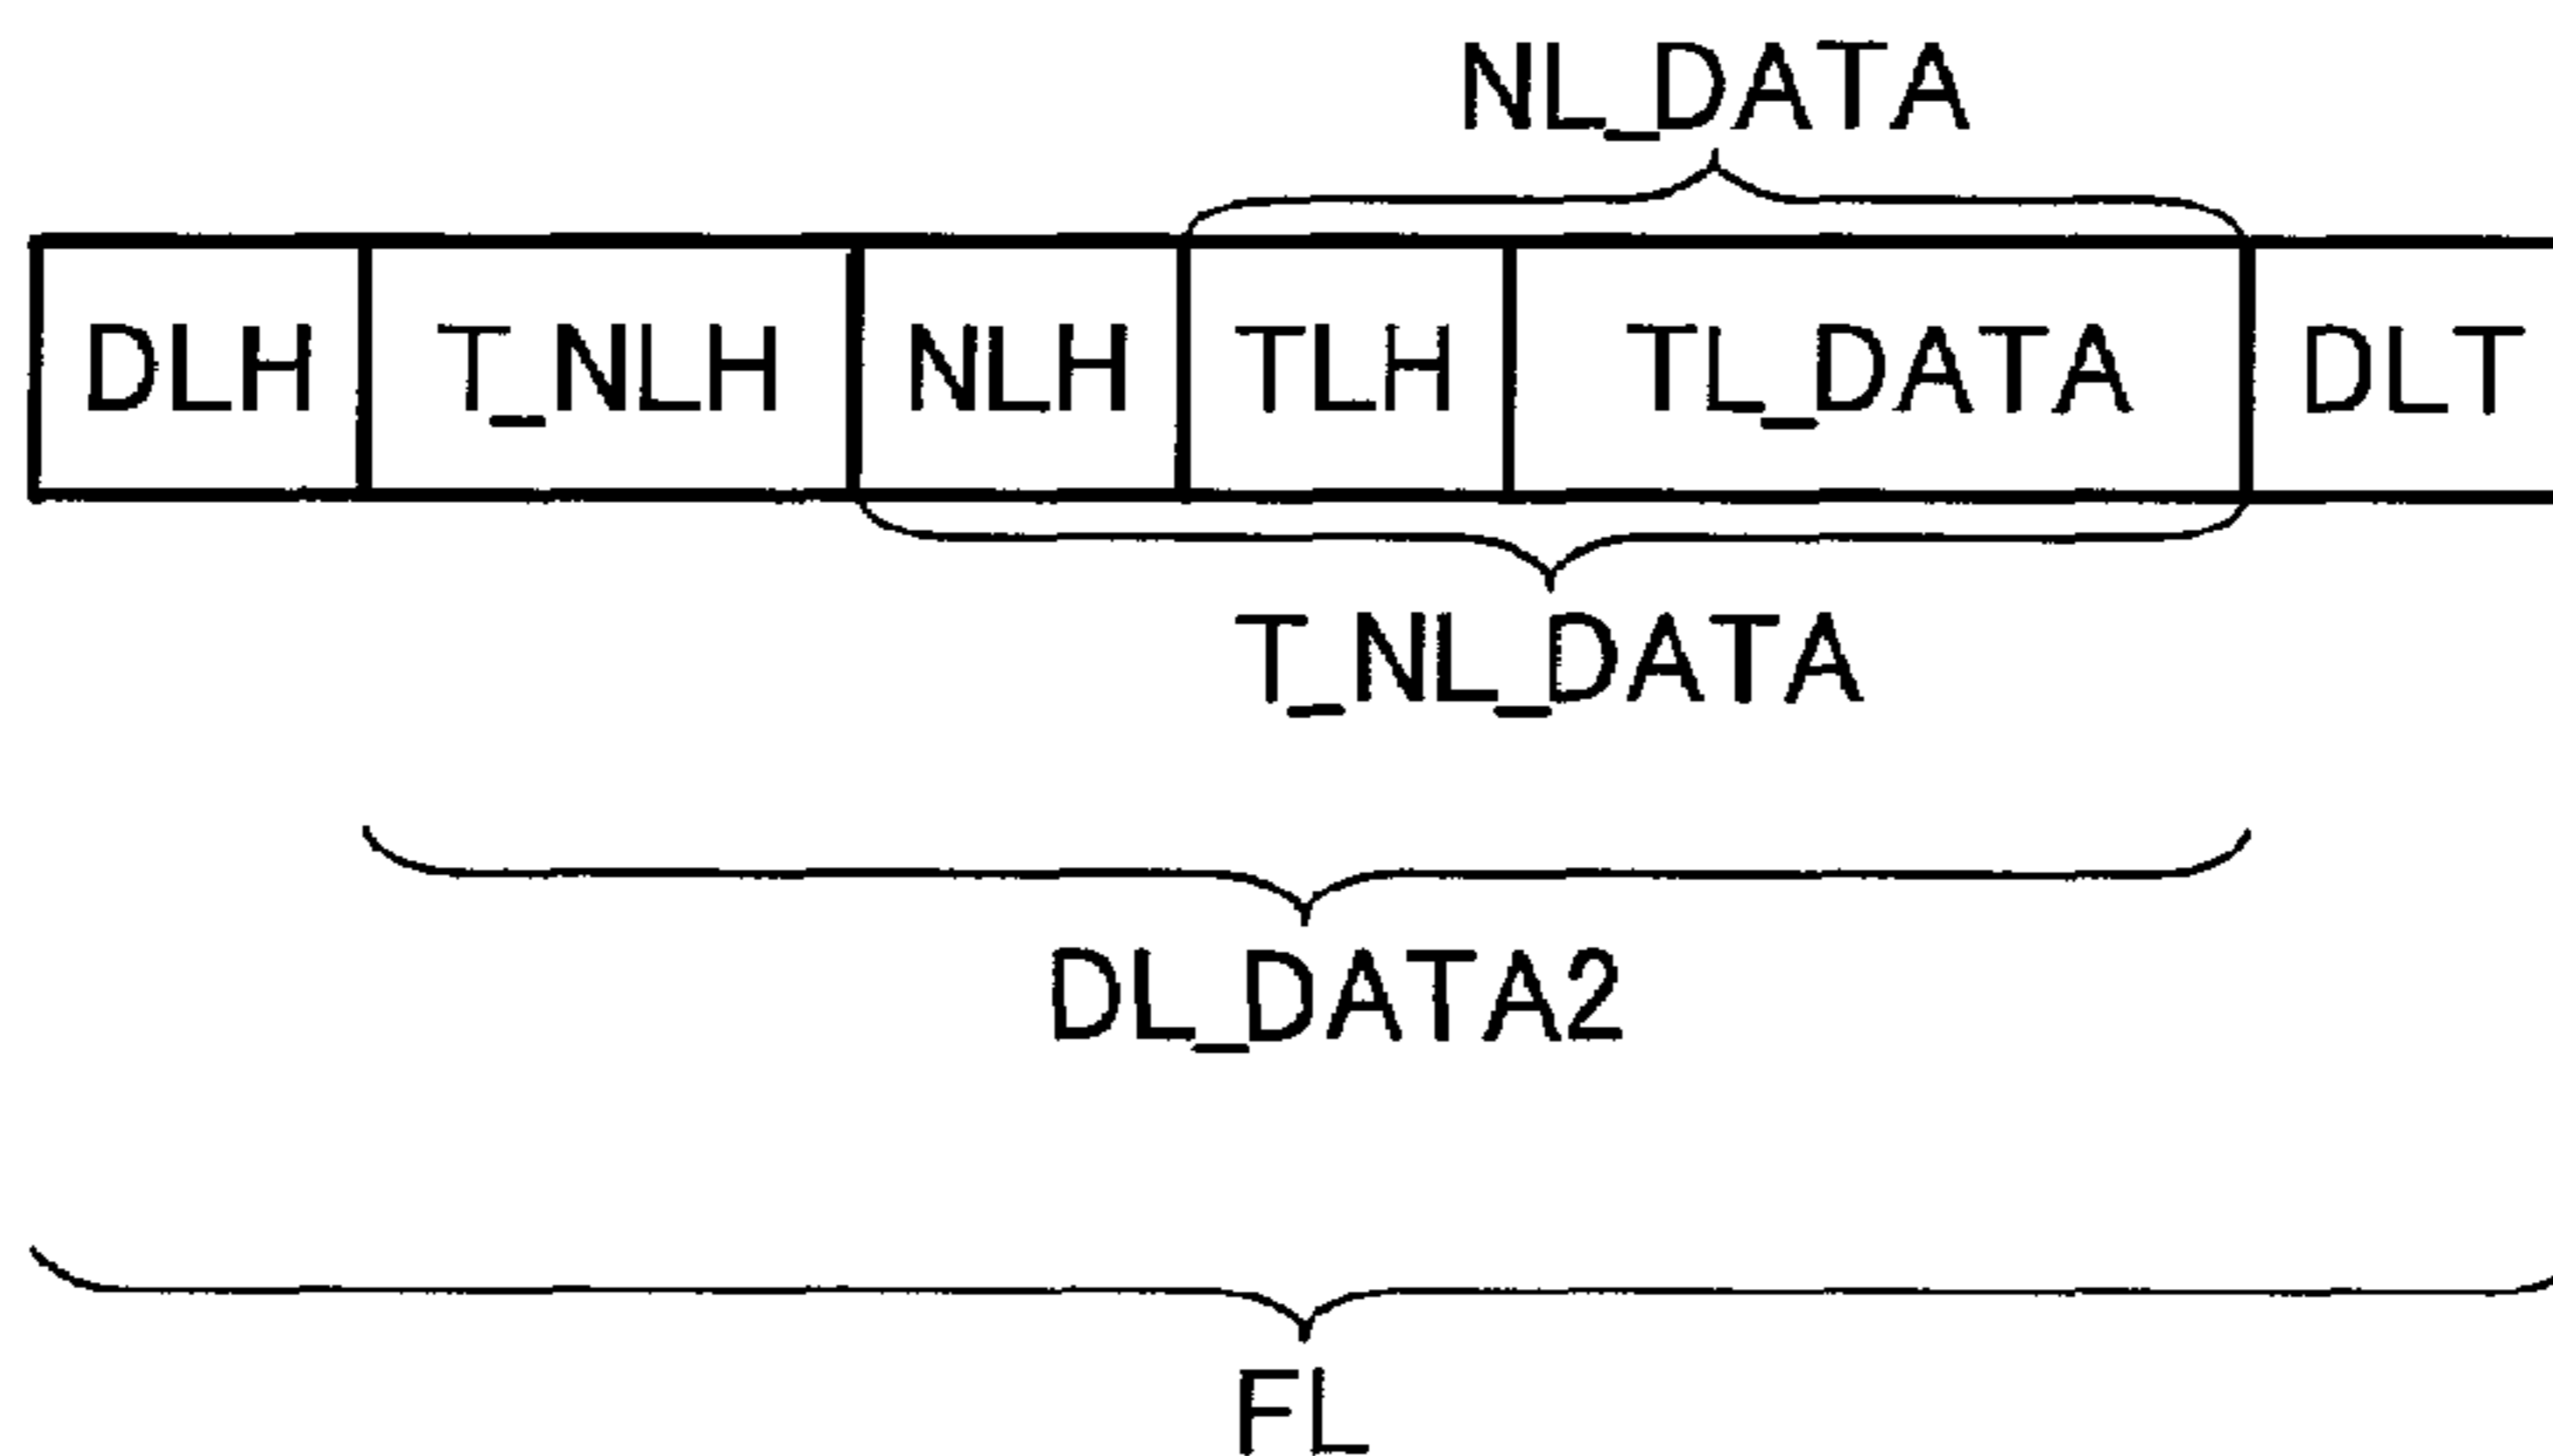 NL_DATA
DLH T_NLH NLH TLH TL_DATA DLT
T_NL_DATA
DL_DATA2
FL